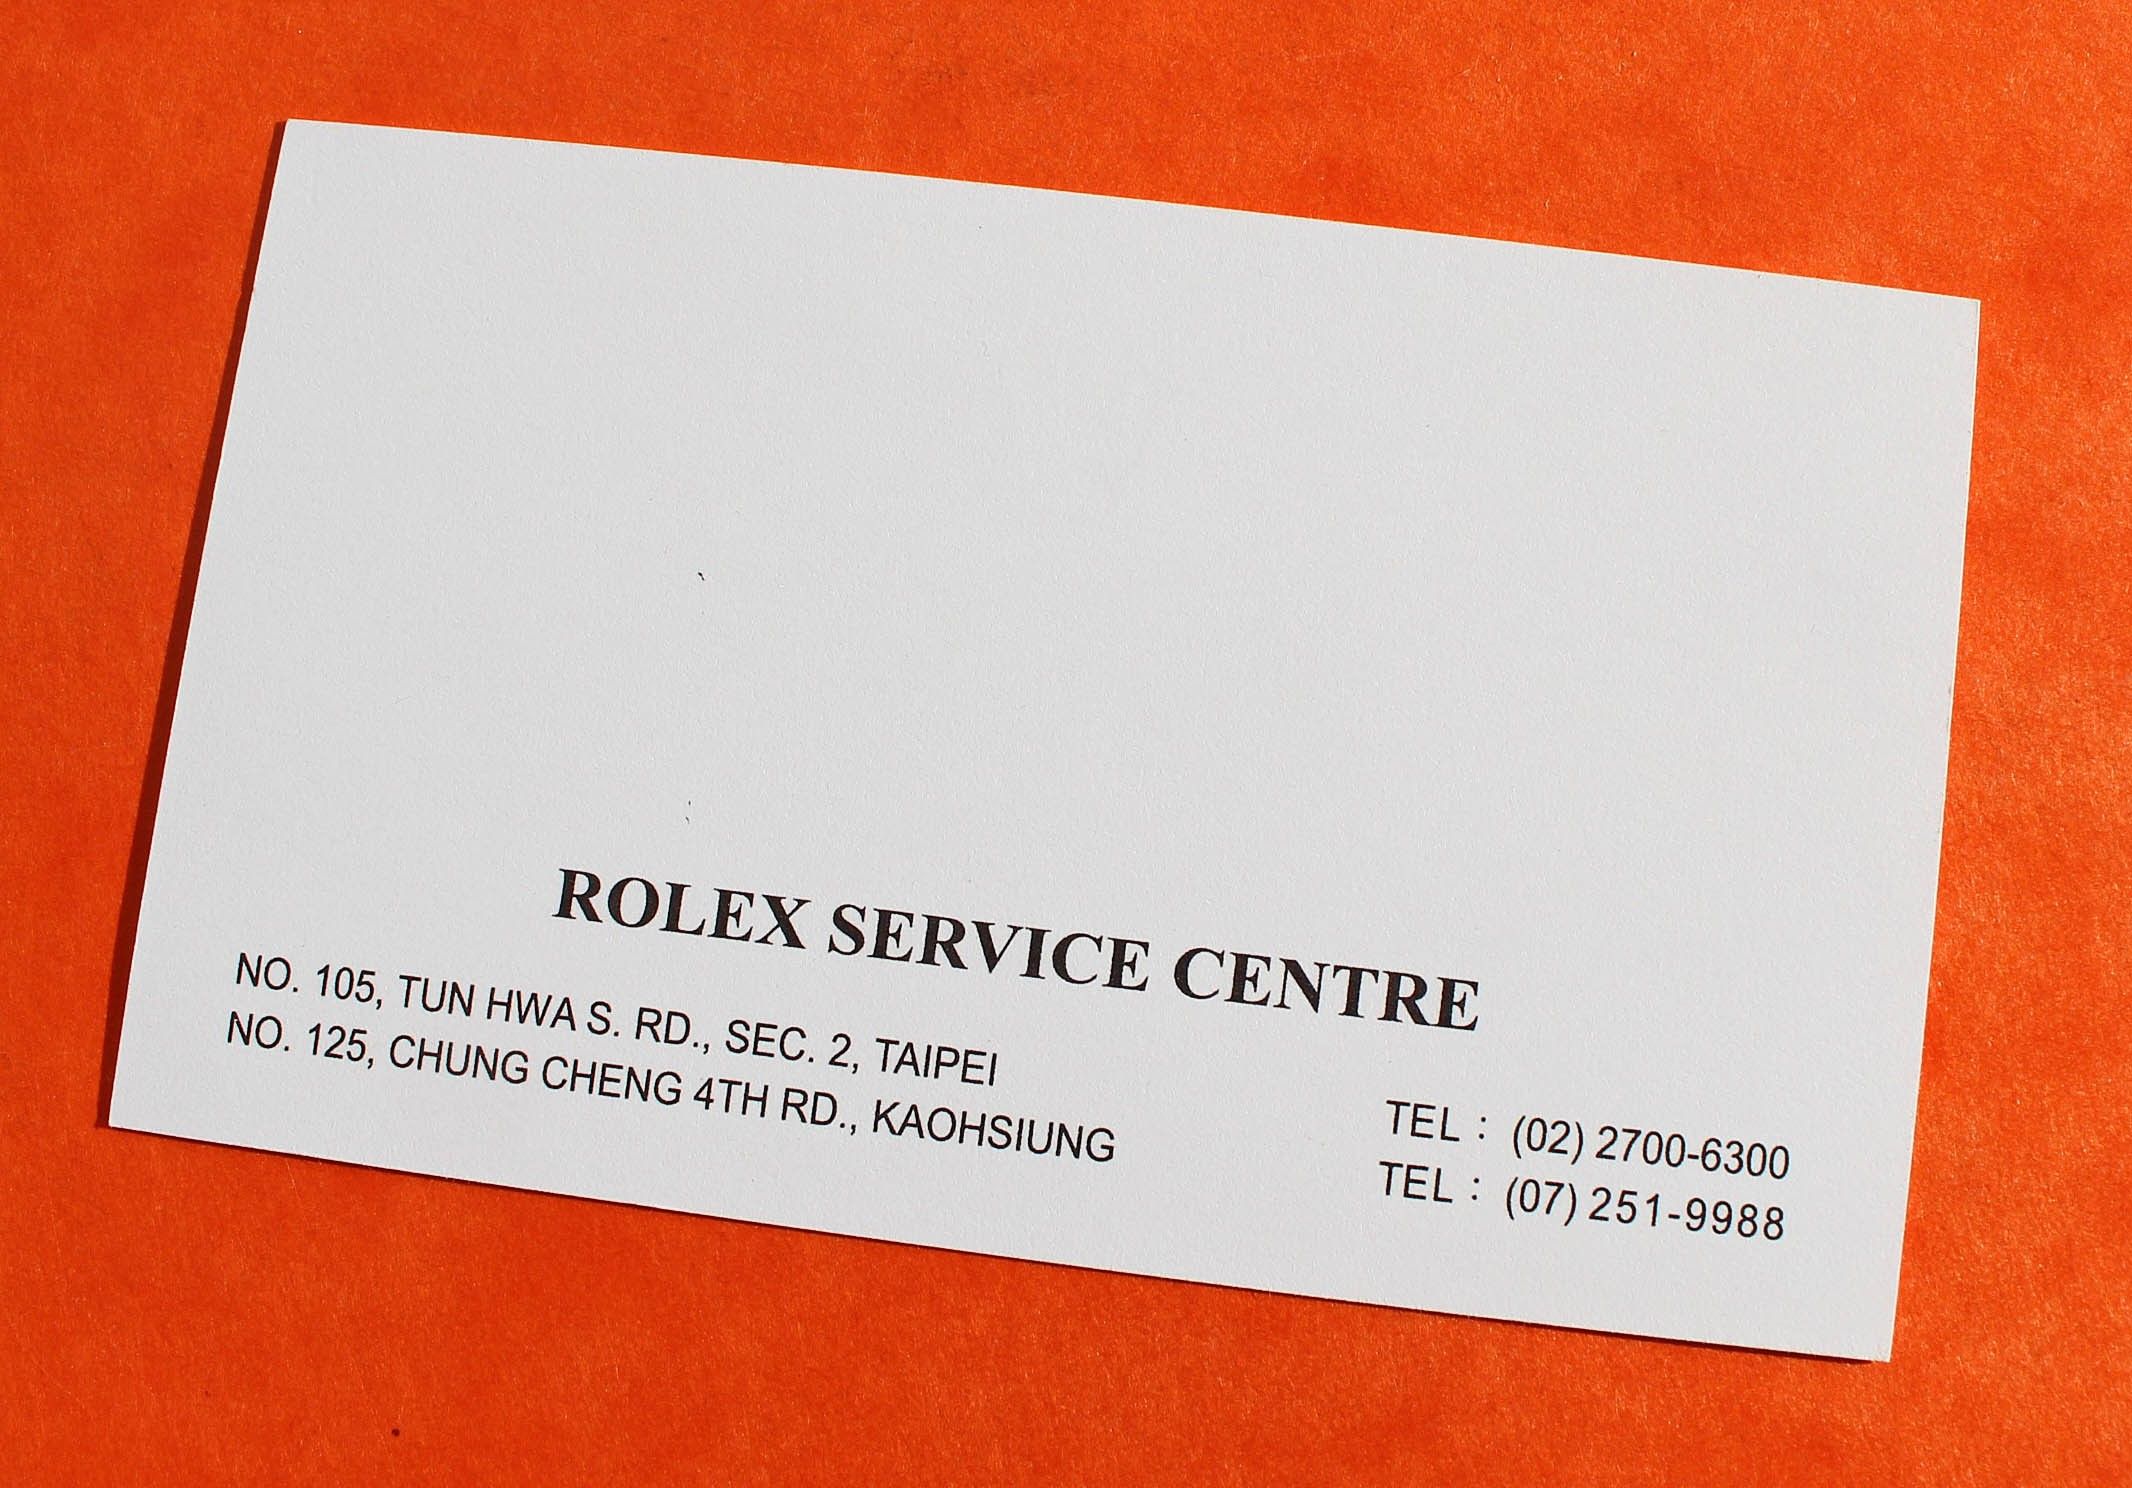 ROLEX SERVICE CENTRE
NO. 105, TUN HWA S. RD., SEC. 2, TAIPEI TEL : (02) 2700-6300
NO. 125, CHUNG CHENG 4TH RD., KAOHSIUNG TEL : (07) 251-9988